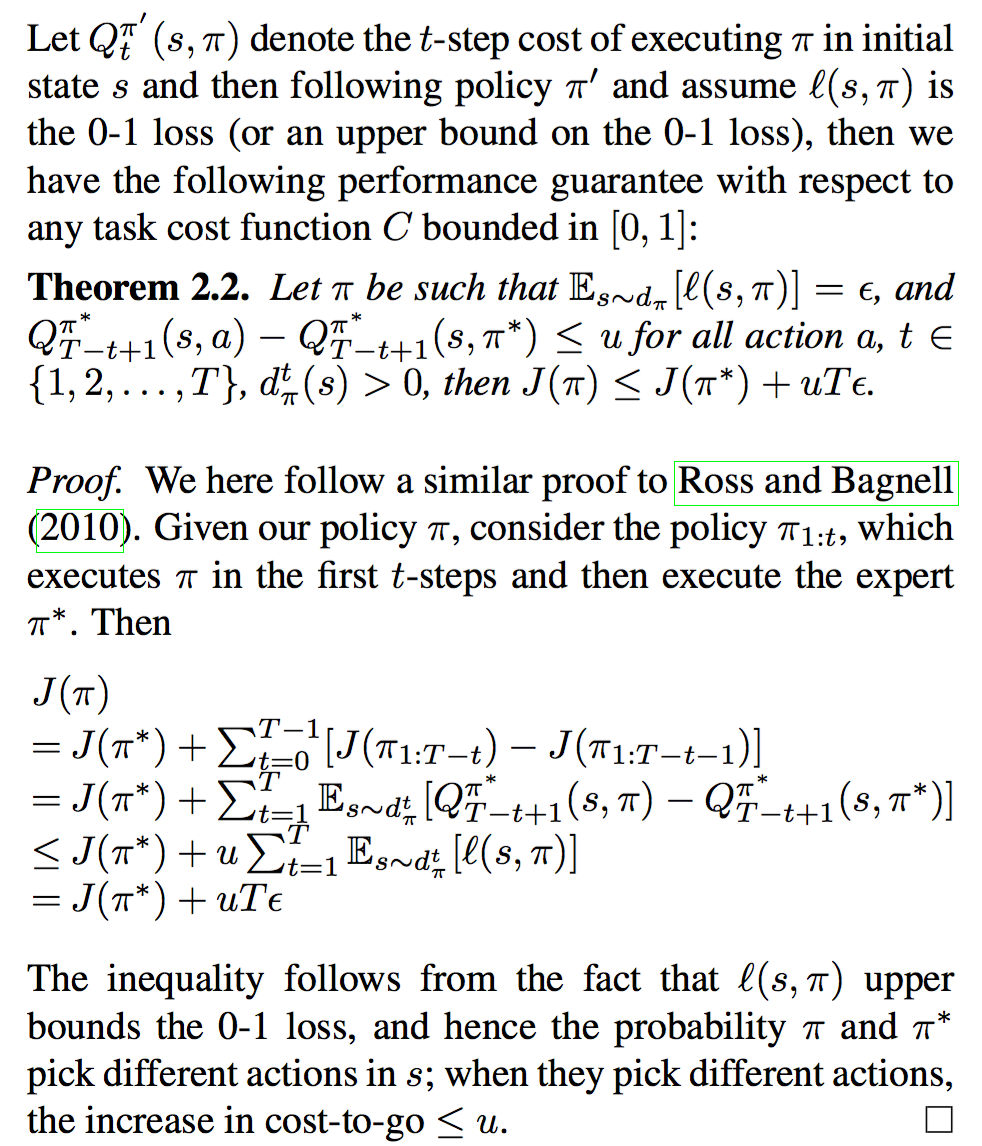 Let $Q_t^{\pi'}(s, \pi)$ denote the $t$-step cost of executing $\pi$ in initial
state $s$ and then following policy $\pi'$ and assume $\ell(s, \pi)$ is
the 0-1 loss (or an upper bound on the 0-1 loss), then we
have the following performance guarantee with respect to
any task cost function $C$ bounded in $[0, 1]$:
Theorem 2.2. Let $\pi$ be such that $\mathbb{E}_{s \sim d_\pi}[\ell(s, \pi)] = \epsilon$, and
$Q_{T-t+1}^{\pi^*}(s, a) - Q_{T-t+1}^{\pi^*}(s, \pi^*) \leq u$ for all action $a$, $t \in$
$\{1, 2, \ldots, T\}$, $d_\pi^t(s) > 0$, then $J(\pi) \leq J(\pi^*) + uT\epsilon$.
Proof. We here follow a similar proof to Ross and Bagnell
(2010). Given our policy $\pi$, consider the policy $\pi_{1:t}$, which
executes $\pi$ in the first $t$-steps and then execute the expert
$\pi^*$. Then
$J(\pi)$
$= J(\pi^*) + \sum_{t=0}^{T-1}[J(\pi_{1:T-t}) - J(\pi_{1:T-t-1})]$
$= J(\pi^*) + \sum_{t=1}^{T} \mathbb{E}_{s \sim d_\pi^t}[Q_{T-t+1}^{\pi^*}(s, \pi) - Q_{T-t+1}^{\pi^*}(s, \pi^*)]$
$\leq J(\pi^*) + u \sum_{t=1}^{T} \mathbb{E}_{s \sim d_\pi^t}[\ell(s, \pi)]$
$= J(\pi^*) + uT\epsilon$
The inequality follows from the fact that $\ell(s, \pi)$ upper
bounds the 0-1 loss, and hence the probability $\pi$ and $\pi^*$
pick different actions in $s$; when they pick different actions,
the increase in cost-to-go $\leq u$. □